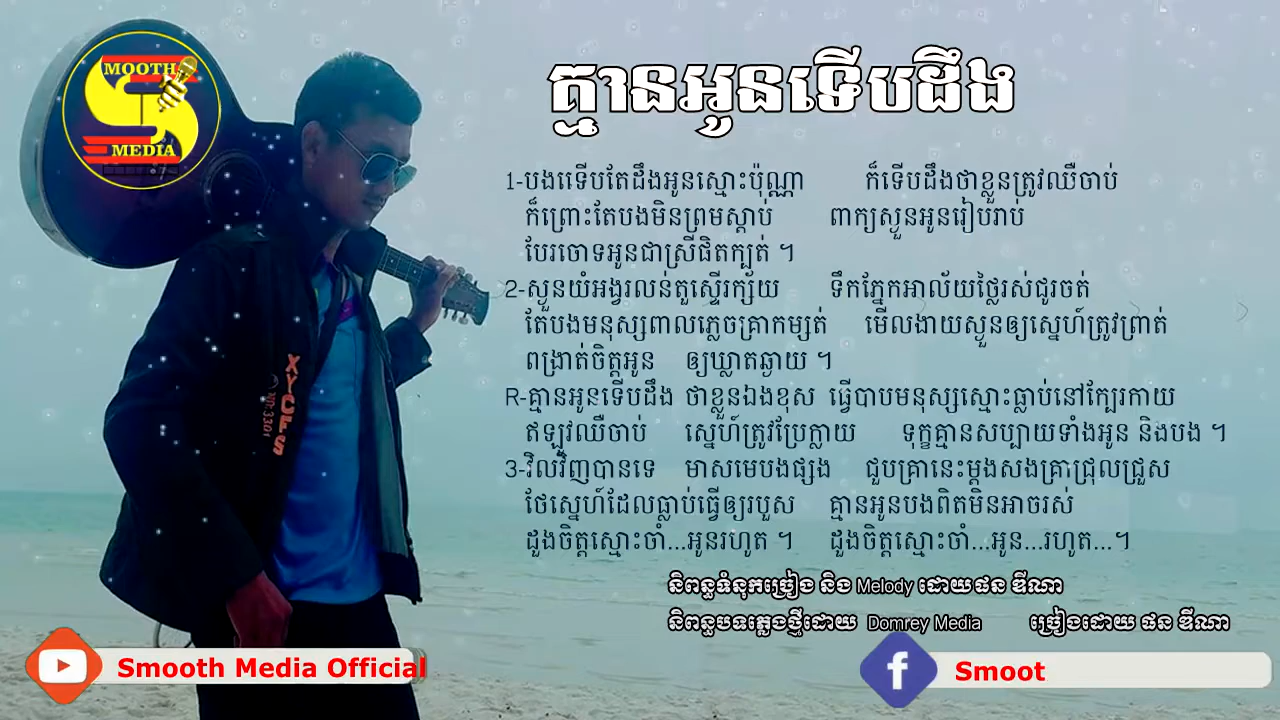 MOOTH
MEDIA
គ្មានអូនទើបដឹង
1-បងទើបតែដឹងអូនស្មោះប៉ុណ្ណា ក៏ទើបដឹងថាខ្លួនត្រូវឈឺចាប់
ក៏ព្រោះតែបងមិនព្រមស្ដាប់ ពាក្យស្ងួនអូនរៀបរាប់
បែរចោទអូនជាស្រីផិតក្បត់ ។
2-ស្ងួនយំអង្វរលន់តួស្ទើរក្ស័យ ទឹកភ្នែកអាល័យថ្លៃរស់ជូរចត់
តែបងមនុស្សពាលភ្លេចគ្រាកម្សត់ មើលងាយស្ងួនឲ្យស្នេហ៍ត្រូវព្រាត់
ពង្រាត់ចិត្តអូន ឲ្យឃ្លាតឆ្ងាយ ។
R-គ្មានអូនទើបដឹង ថាខ្លួនឯងខុស ធ្វើបាបមនុស្សស្មោះធ្លាប់នៅក្បែរកាយ
ឥឡូវឈឺចាប់ ស្នេហ៍ត្រូវប្រែក្លាយ ទុក្ខគ្មានសប្បាយទាំងអូន និងបង ។
3-វិលវិញបានទេ មាសមេបងផ្សង ជួបគ្រានេះម្ដងសងគ្រាជ្រុលជ្រួស
ថែស្នេហ៍ដែលធ្លាប់ធ្វើឲ្យរបួស គ្មានអូនបងពិតមិនអាចរស់
ដួងចិត្តស្មោះចាំ...អូនរហូត ។ ដួងចិត្តស្មោះចាំ...អូន...រហូត...។
និពន្ធទំនុកច្រៀង និង Melody ដោយ ផន ឌីណា
និពន្ធបទភ្លេងថ្មីដោយ Domrey Media ច្រៀងដោយ ផន ឌីណា
XYCFS
NO:3301
Smooth Media Official
Smoot